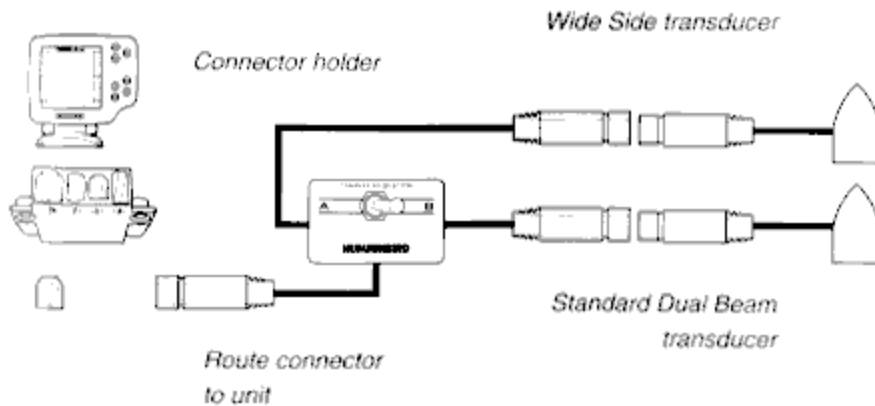 Wide Side transducer
Connector holder
A B
HUMMINBIRD
Standard Dual Beam
transducer
Route connector
to unit